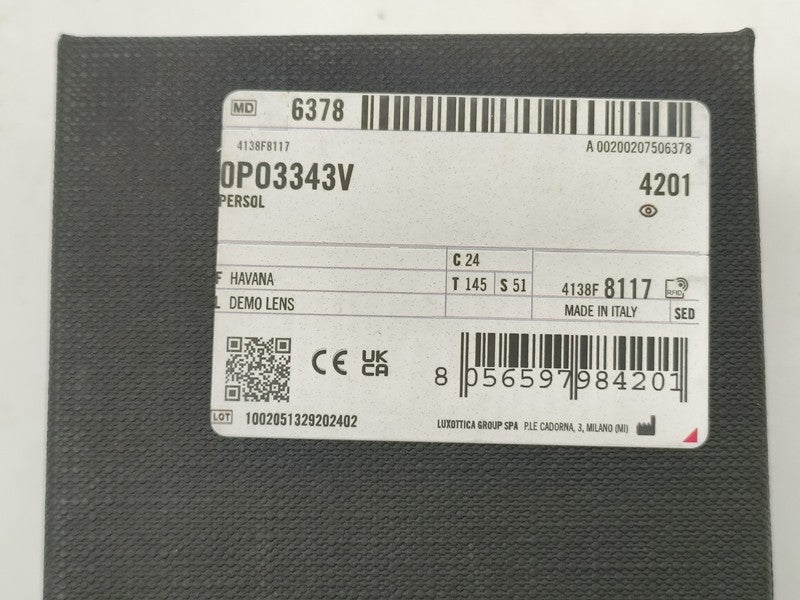 MD 6378
4138F8117 A 00200207506378
0PO3343V 4201
PERSOL
C 24
F HAVANA T 145 S 51 4138F 8117 RFID
L DEMO LENS MADE IN ITALY SED
CE UK CA
8 056597 984201
LOT 1002051329202402 LUXOTTICA GROUP SPA P.LE CADORNA, 3, MILANO (MI)